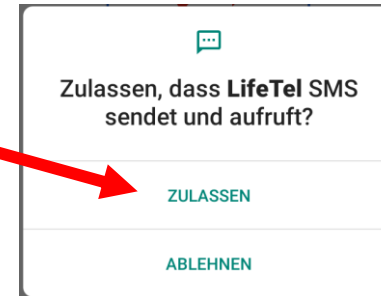 Zulassen, dass LifeTel SMS
sendet und aufruft?
ZULASSEN
ABLEHNEN